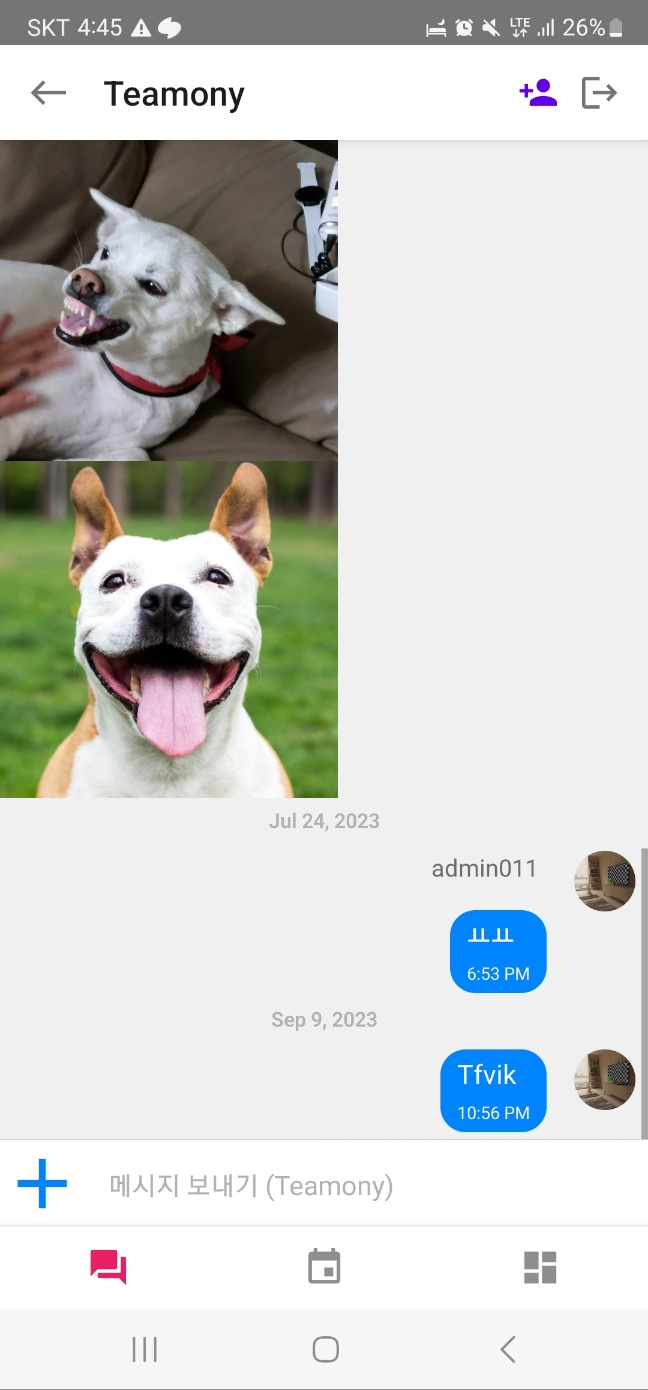 SKT 4:45
LTE
26%
Teamony
Jul 24, 2023
admin011
ㅛㅛ
6:53 PM
Sep 9, 2023
Tfvik
10:56 PM
메시지 보내기 (Teamony)